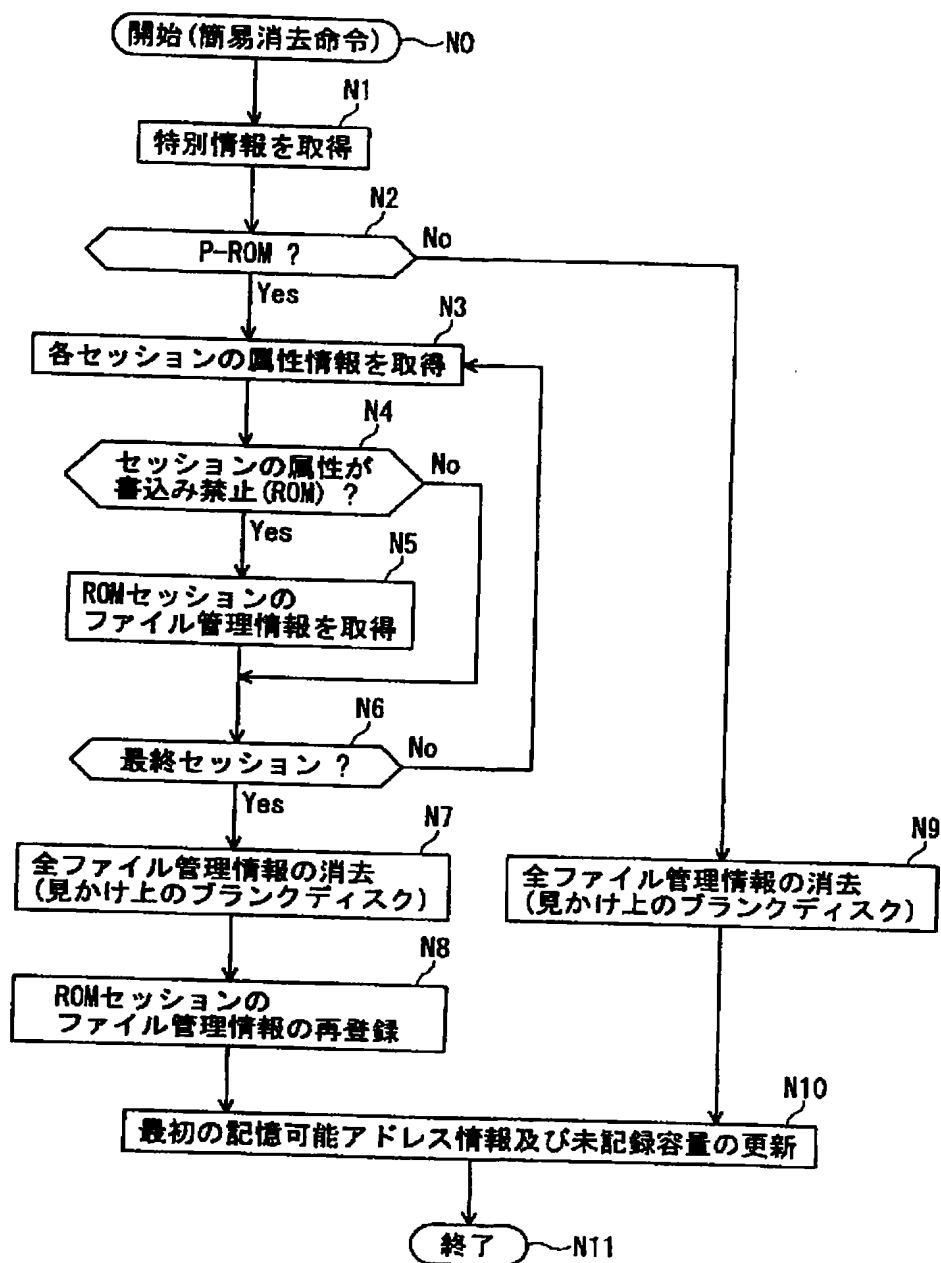 開始(簡易消去命令)
N0
N1
特別情報を取得
N2
P-ROM ?
No
Yes
N3
各セッションの属性情報を取得
N4
セッションの属性が
書込み禁止(ROM) ?
No
Yes
N5
ROMセッションの
ファイル管理情報を取得
N6
最終セッション ?
No
Yes
N7
全ファイル管理情報の消去
(見かけ上のブランクディスク)
N9
全ファイル管理情報の消去
(見かけ上のブランクディスク)
N8
ROMセッションの
ファイル管理情報の再登録
N10
最初の記憶可能アドレス情報及び未記録容量の更新
終了
N11